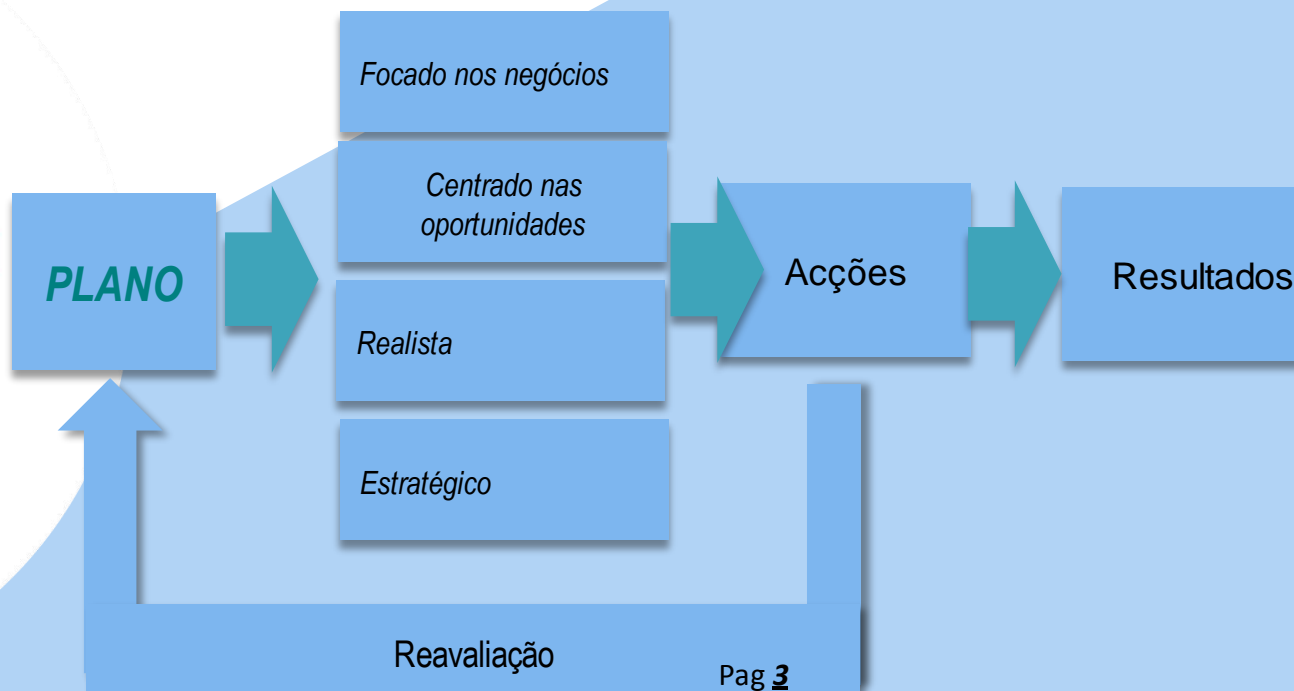 Focado nos negócios
Centrado nas
oportunidades
PLANO
Realista
Estratégico
Acções
Resultados
Reavaliação
Pag 3